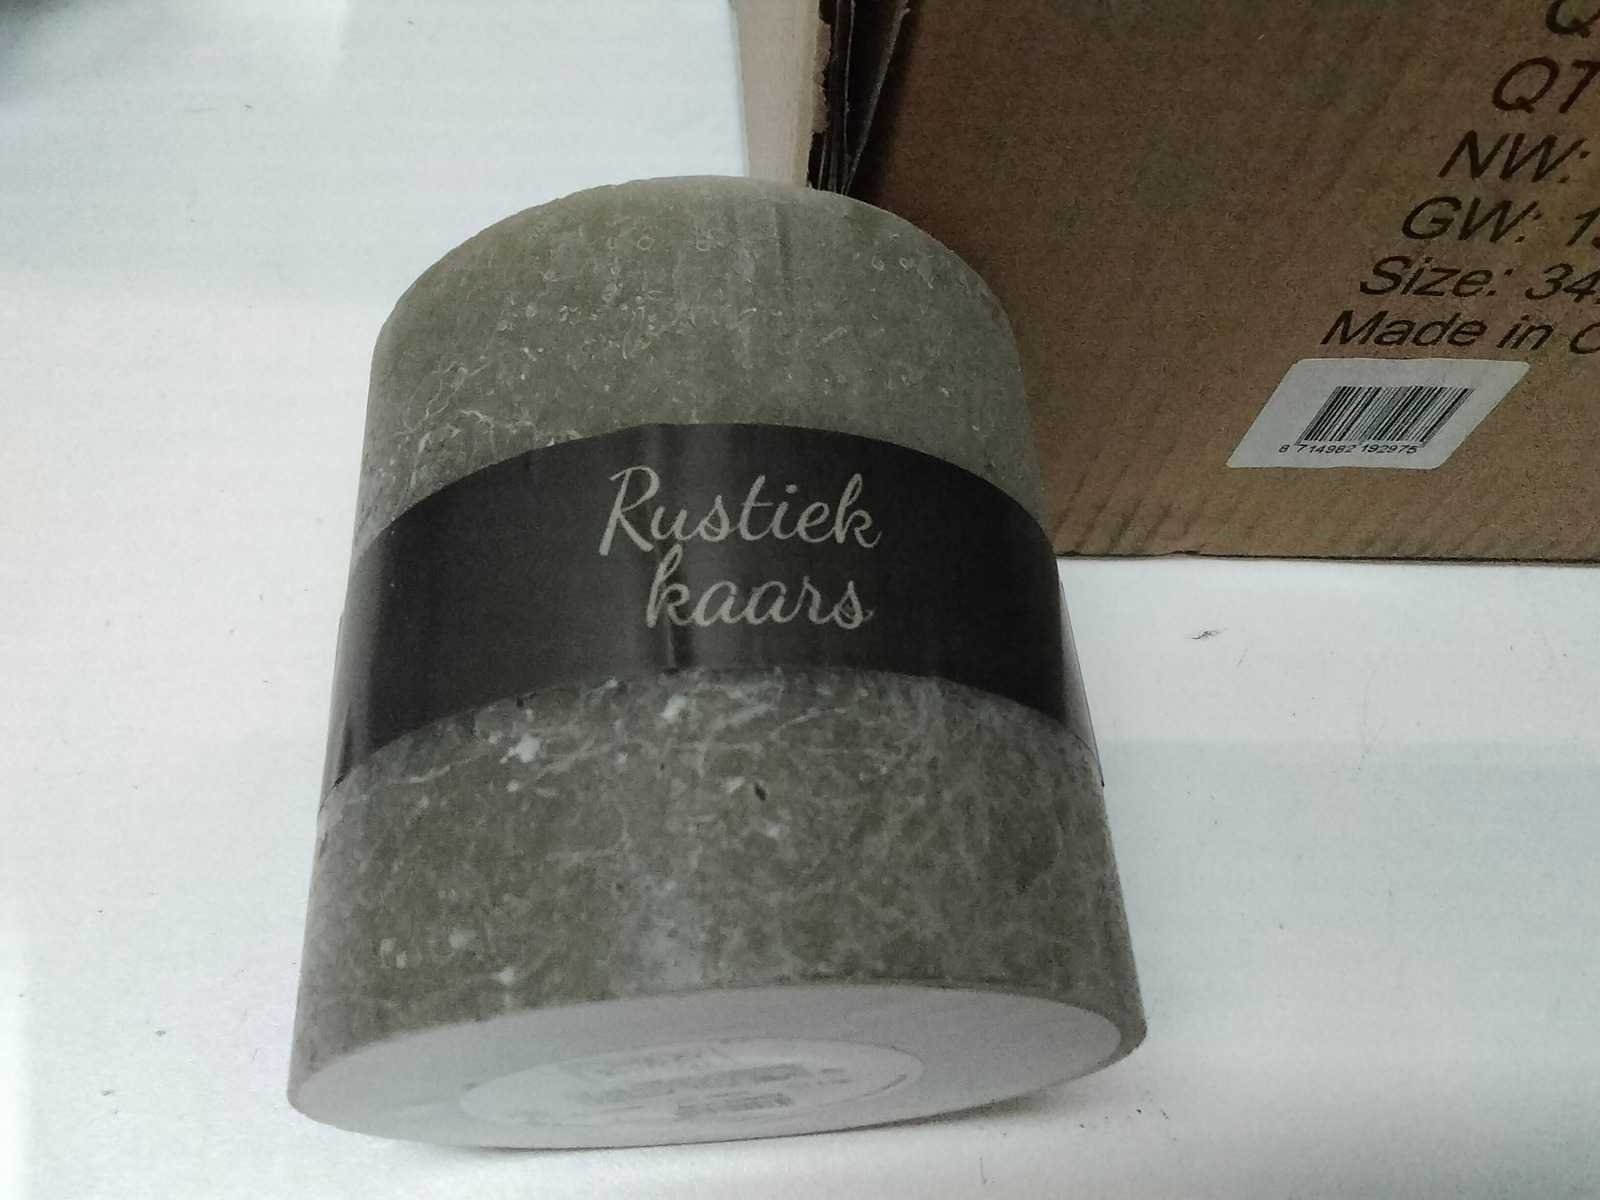 Rustiek
kaars
QT
NW:
GW: 1
Size: 34
Made in
8 714982 192975